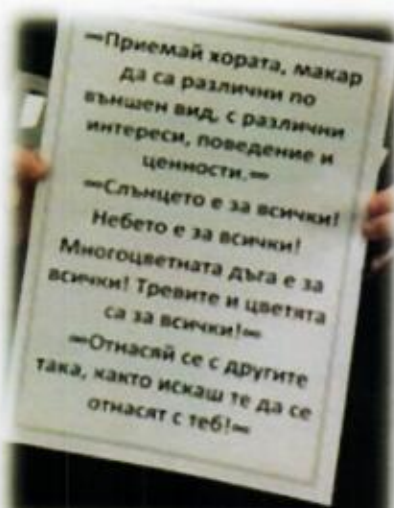 ∞Приемай хората, макар
да са различни по
външен вид, с различни
интереси, поведение и
ценности.∞
∞Слънцето е за всички!
Небето е за всички!
Многоцветната дъга е за
всички! Тревите и цветята
са за всички!∞
∞Отнасяй се с другите
така, както искаш те да се
отнасят с теб!∞